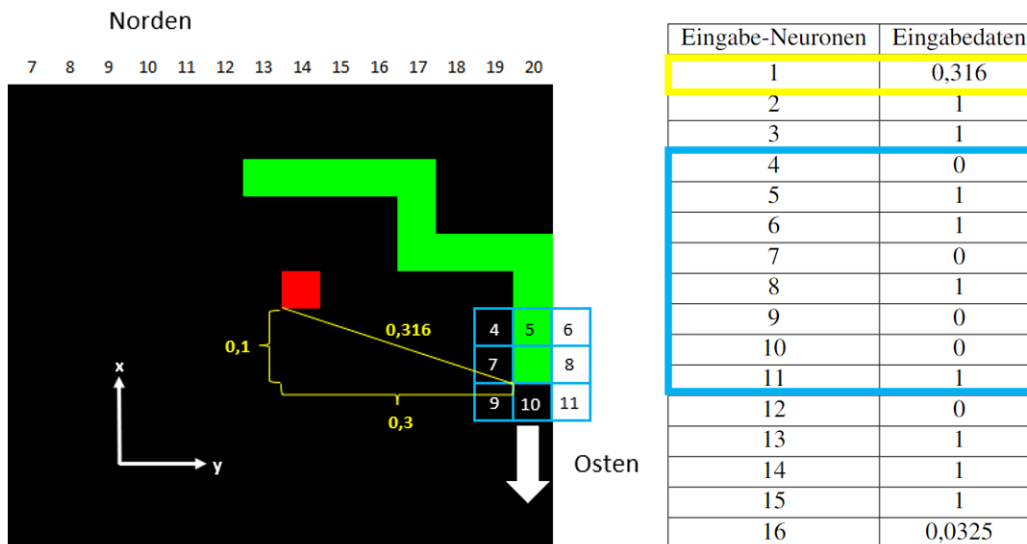 Norden
7 8 9 10 11 12 13 14 15 16 17 18 19 20
0,316
0,1
4 5 6
7 8
9 10 11
0,3
x
y
Osten
Eingabe-Neuronen Eingabedaten
1 0,316
2 1
3 1
4 0
5 1
6 1
7 0
8 1
9 0
10 0
11 1
12 0
13 1
14 1
15 1
16 0,0325